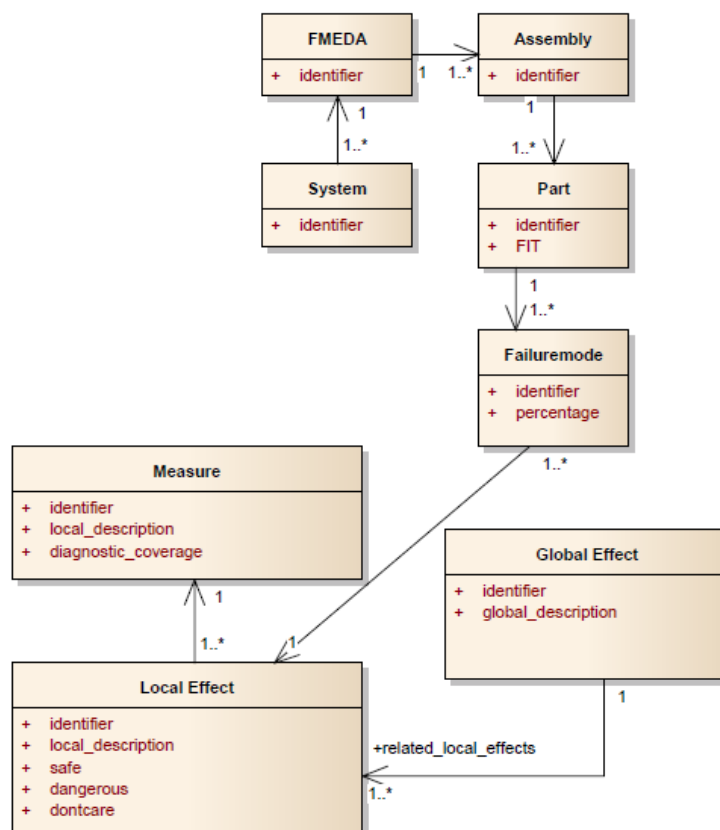 FMEDA
+ identifier
Assembly
+ identifier
1
1..*
1
1..*
System
+ identifier
1
1..*
Part
+ identifier
+ FIT
1
1..*
Failuremode
+ identifier
+ percentage
1..*
Measure
+ identifier
+ local_description
+ diagnostic_coverage
Global Effect
+ identifier
+ global_description
1
1..*
1
Local Effect
+ identifier
+ local_description
+ safe
+ dangerous
+ dontcare
1
+related_local_effects
1..*